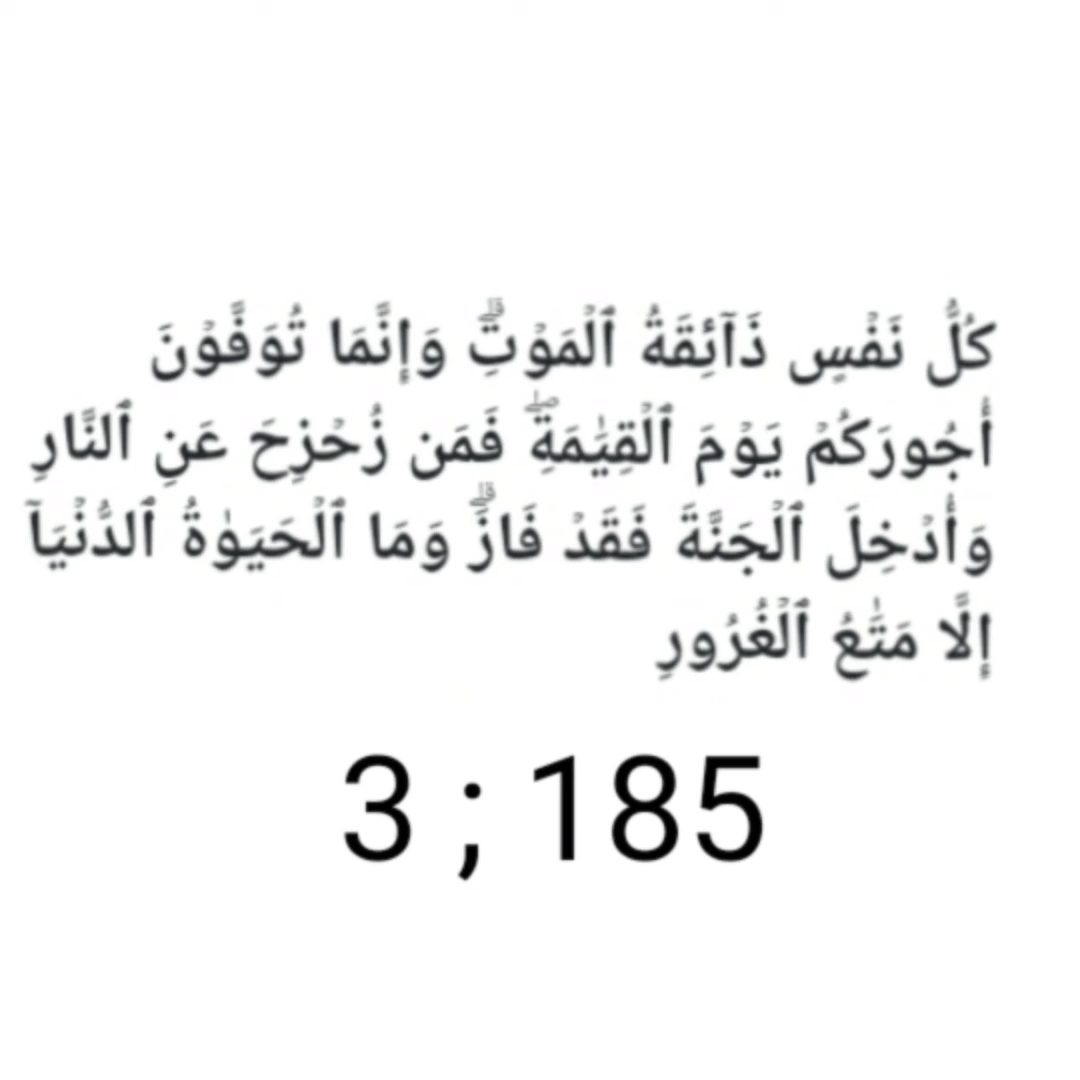 كُلُّ نَفۡسٖ ذَآئِقَةُ ٱلۡمَوۡتِۗ وَإِنَّمَا تُوَفَّوۡنَ
أُجُورَكُمۡ يَوۡمَ ٱلۡقِيَٰمَةِۖ فَمَن زُحۡزِحَ عَنِ ٱلنَّارِ
وَأُدۡخِلَ ٱلۡجَنَّةَ فَقَدۡ فَازَۗ وَمَا ٱلۡحَيَوٰةُ ٱلدُّنۡيَآ
إِلَّا مَتَٰعُ ٱلۡغُرُورِ
3 ; 185